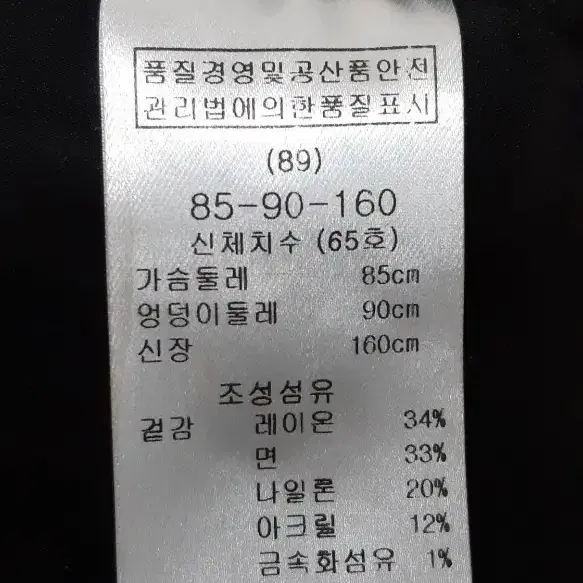 품질경영및공산품안전
관리법에의한품질표시
(89)
85-90-160
신체치수 (65호)
가슴둘레 85cm
엉덩이둘레 90cm
신장 160cm
조성섬유
겉감 레이온 34%
면 33%
나일론 20%
아크릴 12%
금속화섬유 1%